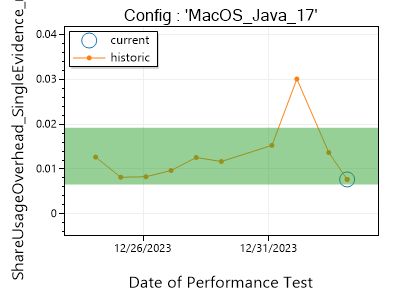 Config : 'MacOS_Java_17'
ShareUsageOverhead_SingleEvidence_
0.04
0.03
0.02
0.01
0
current
historic
12/26/2023
12/31/2023
Date of Performance Test